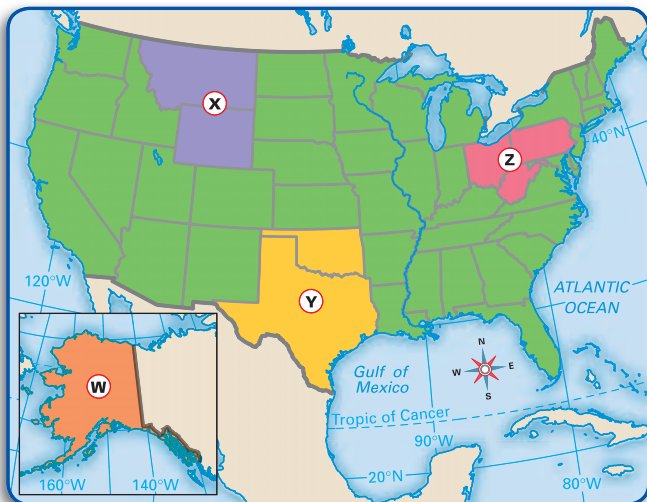 X
Z
40°N
120°W
Y
ATLANTIC
OCEAN
N
W
E
S
Gulf of
Mexico
Tropic of Cancer
90°W
20°N
80°W
W
160°W
140°W